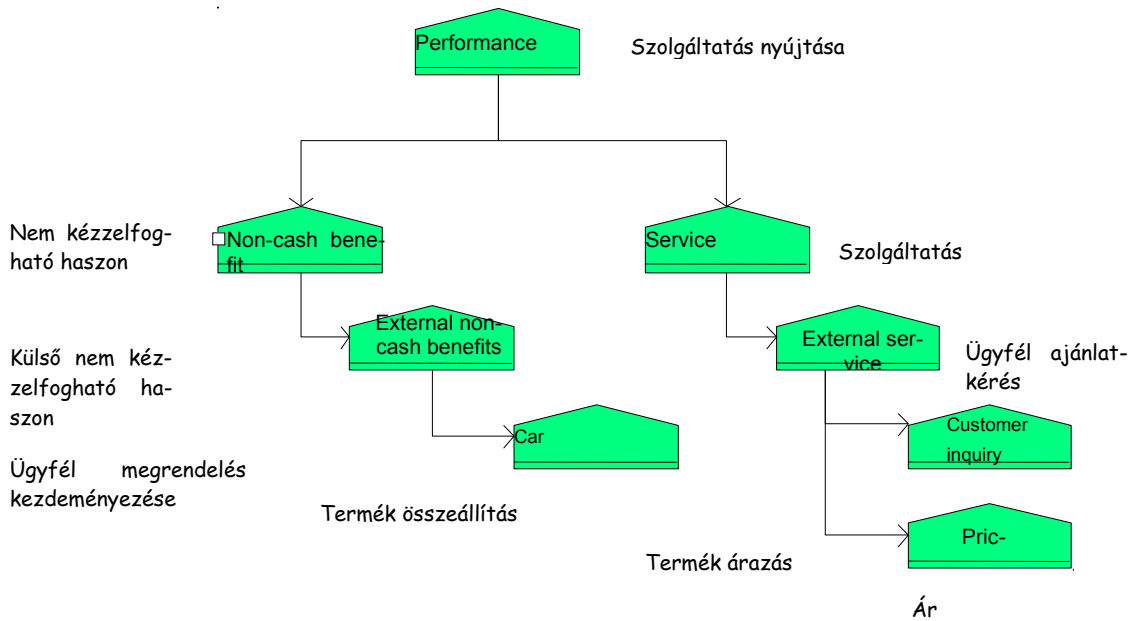 Performance
Szolgáltatás nyújtása
Nem kézzelfog-
ható haszon
Non-cash bene-
fit
Service
Szolgáltatás
External non-
cash benefits
External ser-
vice
Külső nem kéz-
zelfogható ha-
szon
Ügyfél ajánlat-
kérés
Car
Customer
inquiry
Ügyfél megrendelés
kezdeményezése
Termék összeállítás
Pric-
Termék árazás
Ár